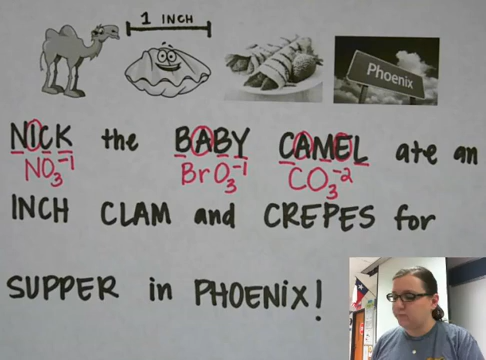 1 INCH
Phoenix
NICK the BABY CAMEL ate an
NO₃⁻¹ BrO₃⁻¹ CO₃⁻²
INCH CLAM and CREPES for
SUPPER in PHOENIX!